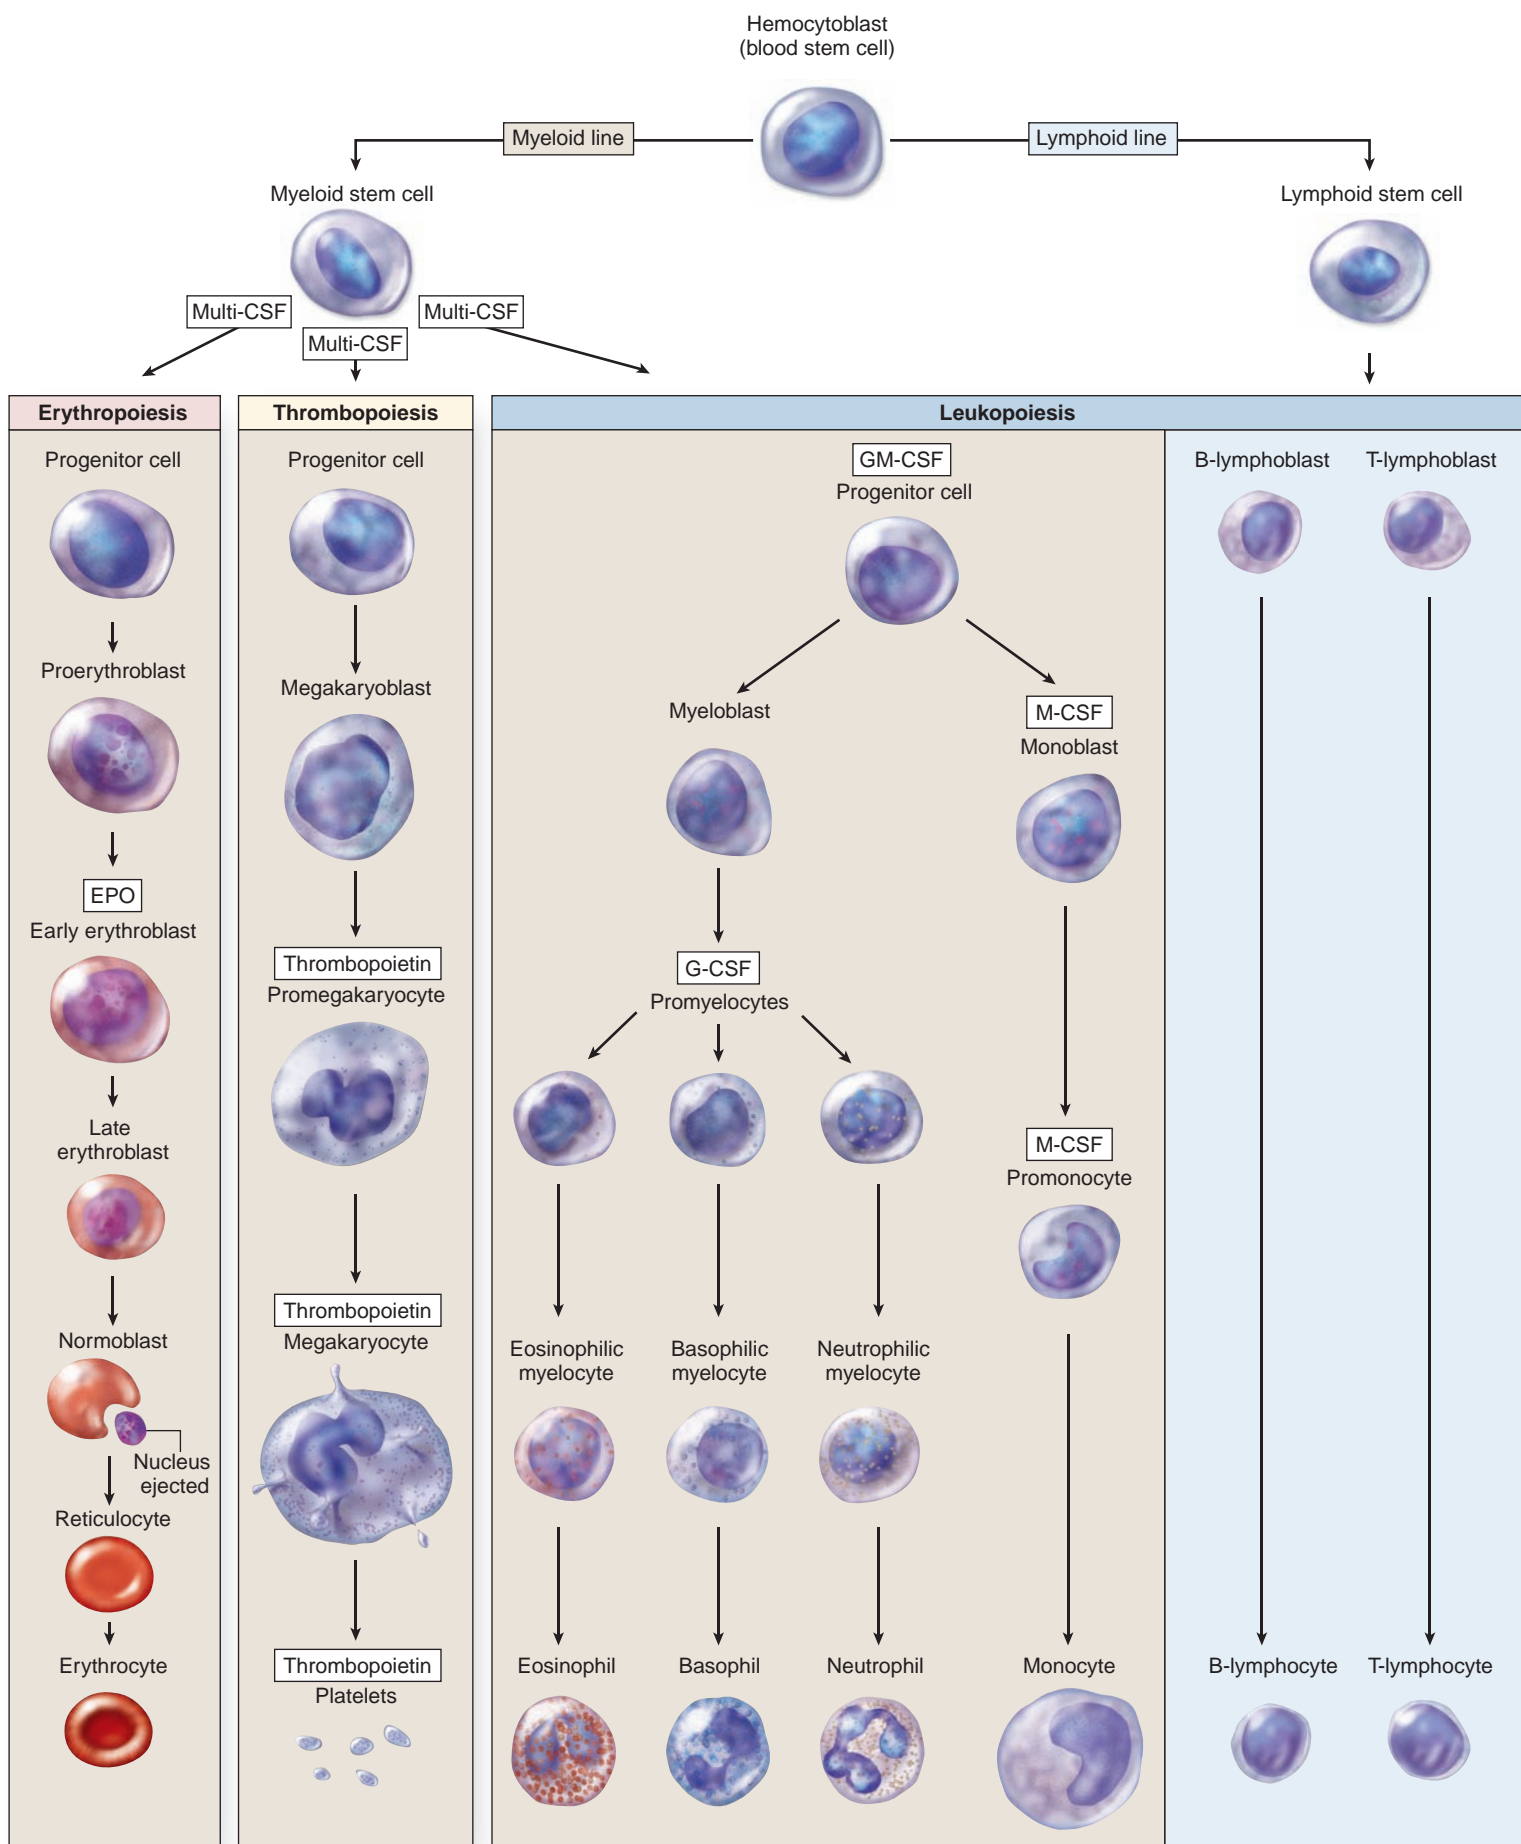 Hemocytoblast
(blood stem cell)
Myeloid line
Lymphoid line
Myeloid stem cell
Lymphoid stem cell
Multi-CSF
Multi-CSF
Multi-CSF
Erythropoiesis
Progenitor cell
Proerythroblast
EPO
Early erythroblast
Late
erythroblast
Normoblast
Nucleus
ejected
Reticulocyte
Erythrocyte
Thrombopoiesis
Progenitor cell
Megakaryoblast
Thrombopoietin
Promegakaryocyte
Thrombopoietin
Megakaryocyte
Thrombopoietin
Platelets
Leukopoiesis
GM-CSF
Progenitor cell
Myeloblast
G-CSF
Promyelocytes
Eosinophilic
myelocyte
Basophilic
myelocyte
Neutrophilic
myelocyte
Eosinophil
Basophil
Neutrophil
M-CSF
Monoblast
M-CSF
Promonocyte
Monocyte
B-lymphoblast
T-lymphoblast
B-lymphocyte
T-lymphocyte